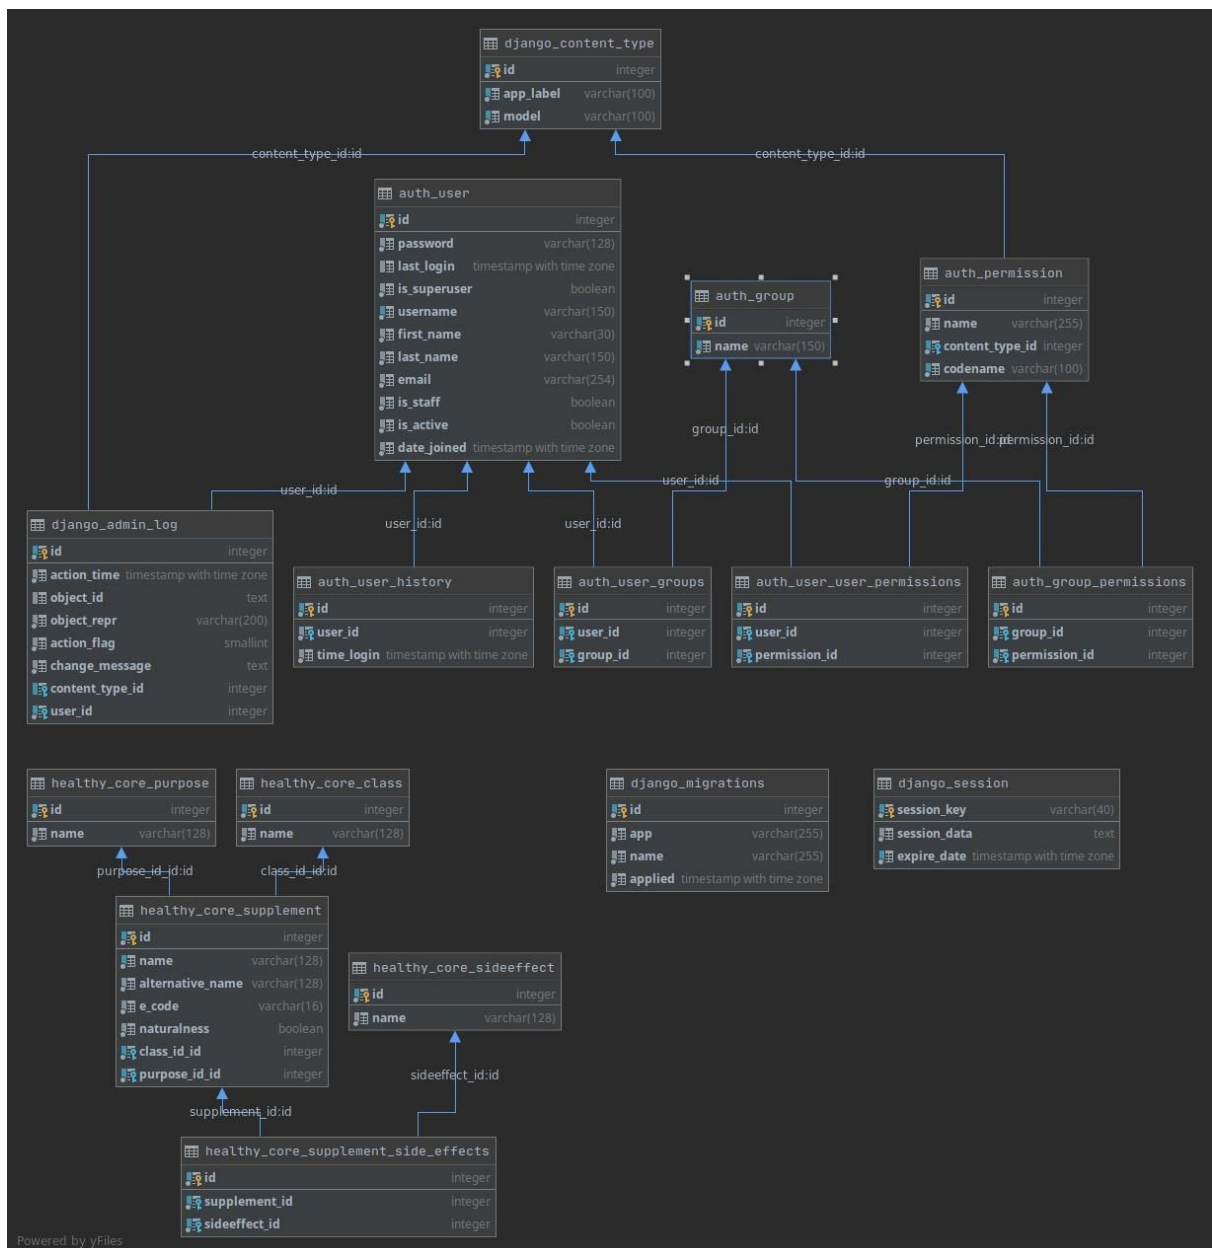 django_content_type
id integer
app_label varchar(100)
model varchar(100)
content_type_id:id
content_type_id:id
auth_user
id integer
password varchar(128)
last_login timestamp with time zone
is_superuser boolean
username varchar(150)
first_name varchar(30)
last_name varchar(150)
email varchar(254)
is_staff boolean
is_active boolean
date_joined timestamp with time zone
auth_group
id integer
name varchar(150)
auth_permission
id integer
name varchar(255)
content_type_id integer
codename varchar(100)
group_id:id
permission_id:id
permission_id:id
user_id:id
user_id:id
group_id:id
user_id:id
user_id:id
django_admin_log
id integer
action_time timestamp with time zone
object_id text
object_repr varchar(200)
action_flag smallint
change_message text
content_type_id integer
user_id integer
auth_user_history
id integer
user_id integer
time_login timestamp with time zone
auth_user_groups
id integer
user_id integer
group_id integer
auth_user_user_permissions
id integer
user_id integer
permission_id integer
auth_group_permissions
id integer
group_id integer
permission_id integer
healthy_core_purpose
id integer
name varchar(128)
healthy_core_class
id integer
name varchar(128)
django_migrations
id integer
app varchar(255)
name varchar(255)
applied timestamp with time zone
django_session
session_key varchar(40)
session_data text
expire_date timestamp with time zone
purpose_id_id:id
class_id_id:id
healthy_core_supplement
id integer
name varchar(128)
alternative_name varchar(128)
e_code varchar(16)
naturalness boolean
class_id_id integer
purpose_id_id integer
healthy_core_sideeffect
id integer
name varchar(128)
sideeffect_id:id
supplement_id:id
healthy_core_supplement_side_effects
id integer
supplement_id integer
sideeffect_id integer
Powered by yFiles